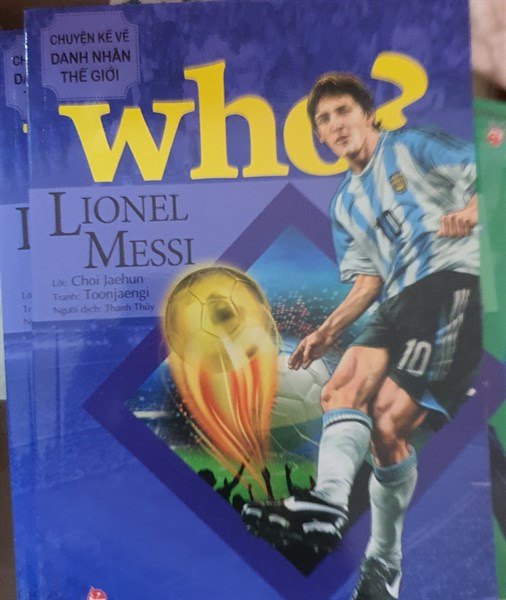 CHUYỆN KỂ VỀ
DANH NHÂN
THẾ GIỚI
who?
LIONEL
MESSI
Lời: Choi Jaehun
Tranh: Toonjaengi
Người dịch: Thanh Thủy
10
10